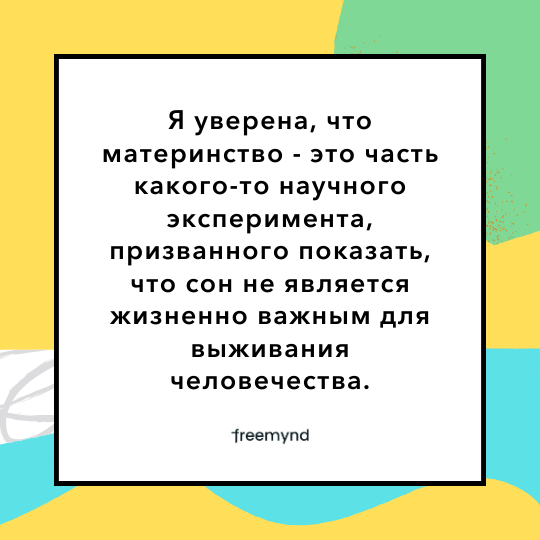 Я уверена, что
материнство - это часть
какого-то научного
эксперимента,
призванного показать,
что сон не является
жизненно важным для
выживания
человечества.
freemynd